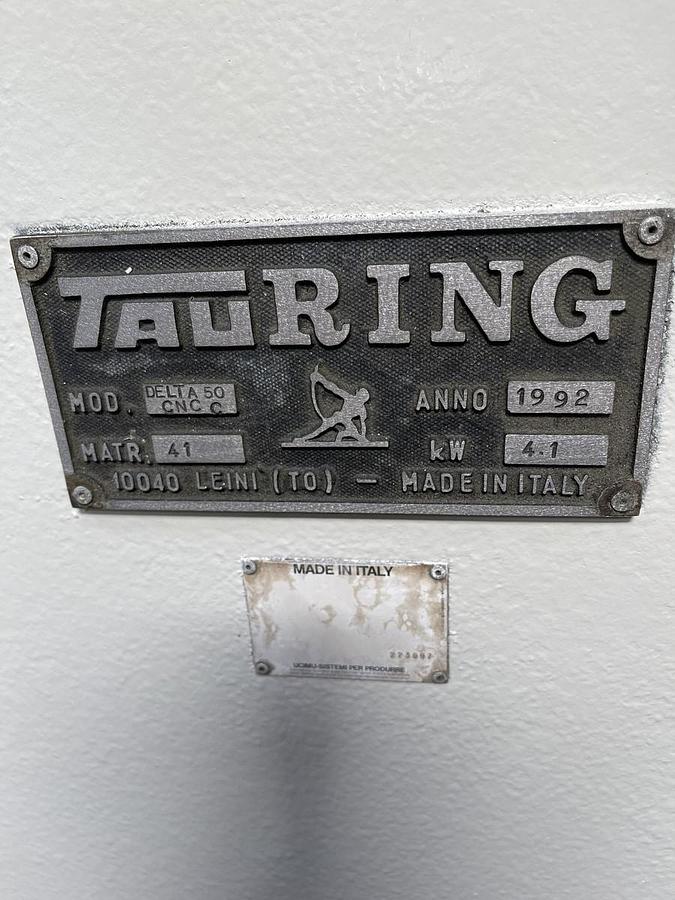 TAURING
MOD. DELTA 50 CNC C ANNO 1992
MATR. 41 kW 4.1
10040 LEINI (TO) — MADE IN ITALY
MADE IN ITALY
UCIMU-SISTEMI PER PRODURRE